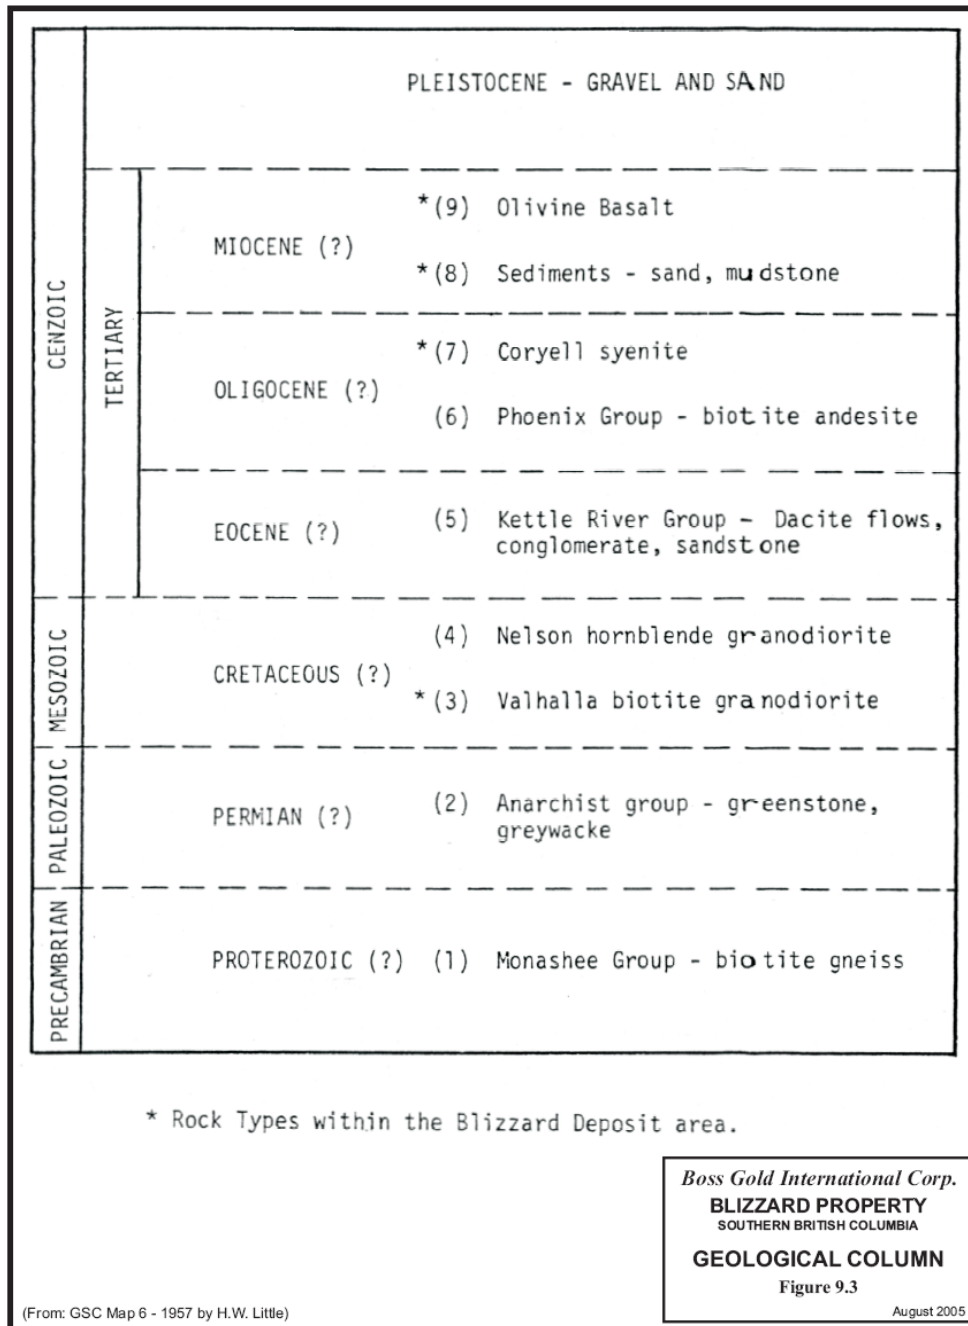 PLEISTOCENE - GRAVEL AND SAND
CENZOIC
TERTIARY
MIOCENE (?)
*(9) Olivine Basalt
*(8) Sediments - sand, mudstone
OLIGOCENE (?)
*(7) Coryell syenite
(6) Phoenix Group - biotite andesite
EOCENE (?)
(5) Kettle River Group - Dacite flows,
conglomerate, sandstone
MESOZOIC
CRETACEOUS (?)
(4) Nelson hornblende granodiorite
*(3) Valhalla biotite granodiorite
PALEOZOIC
PERMIAN (?)
(2) Anarchist group - greenstone,
greywacke
PRECAMBRIAN
PROTEROZOIC (?) (1) Monashee Group - biotite gneiss
* Rock Types within the Blizzard Deposit area.
Boss Gold International Corp.
BLIZZARD PROPERTY
SOUTHERN BRITISH COLUMBIA
GEOLOGICAL COLUMN
Figure 9.3
(From: GSC Map 6 - 1957 by H.W. Little)
August 2005